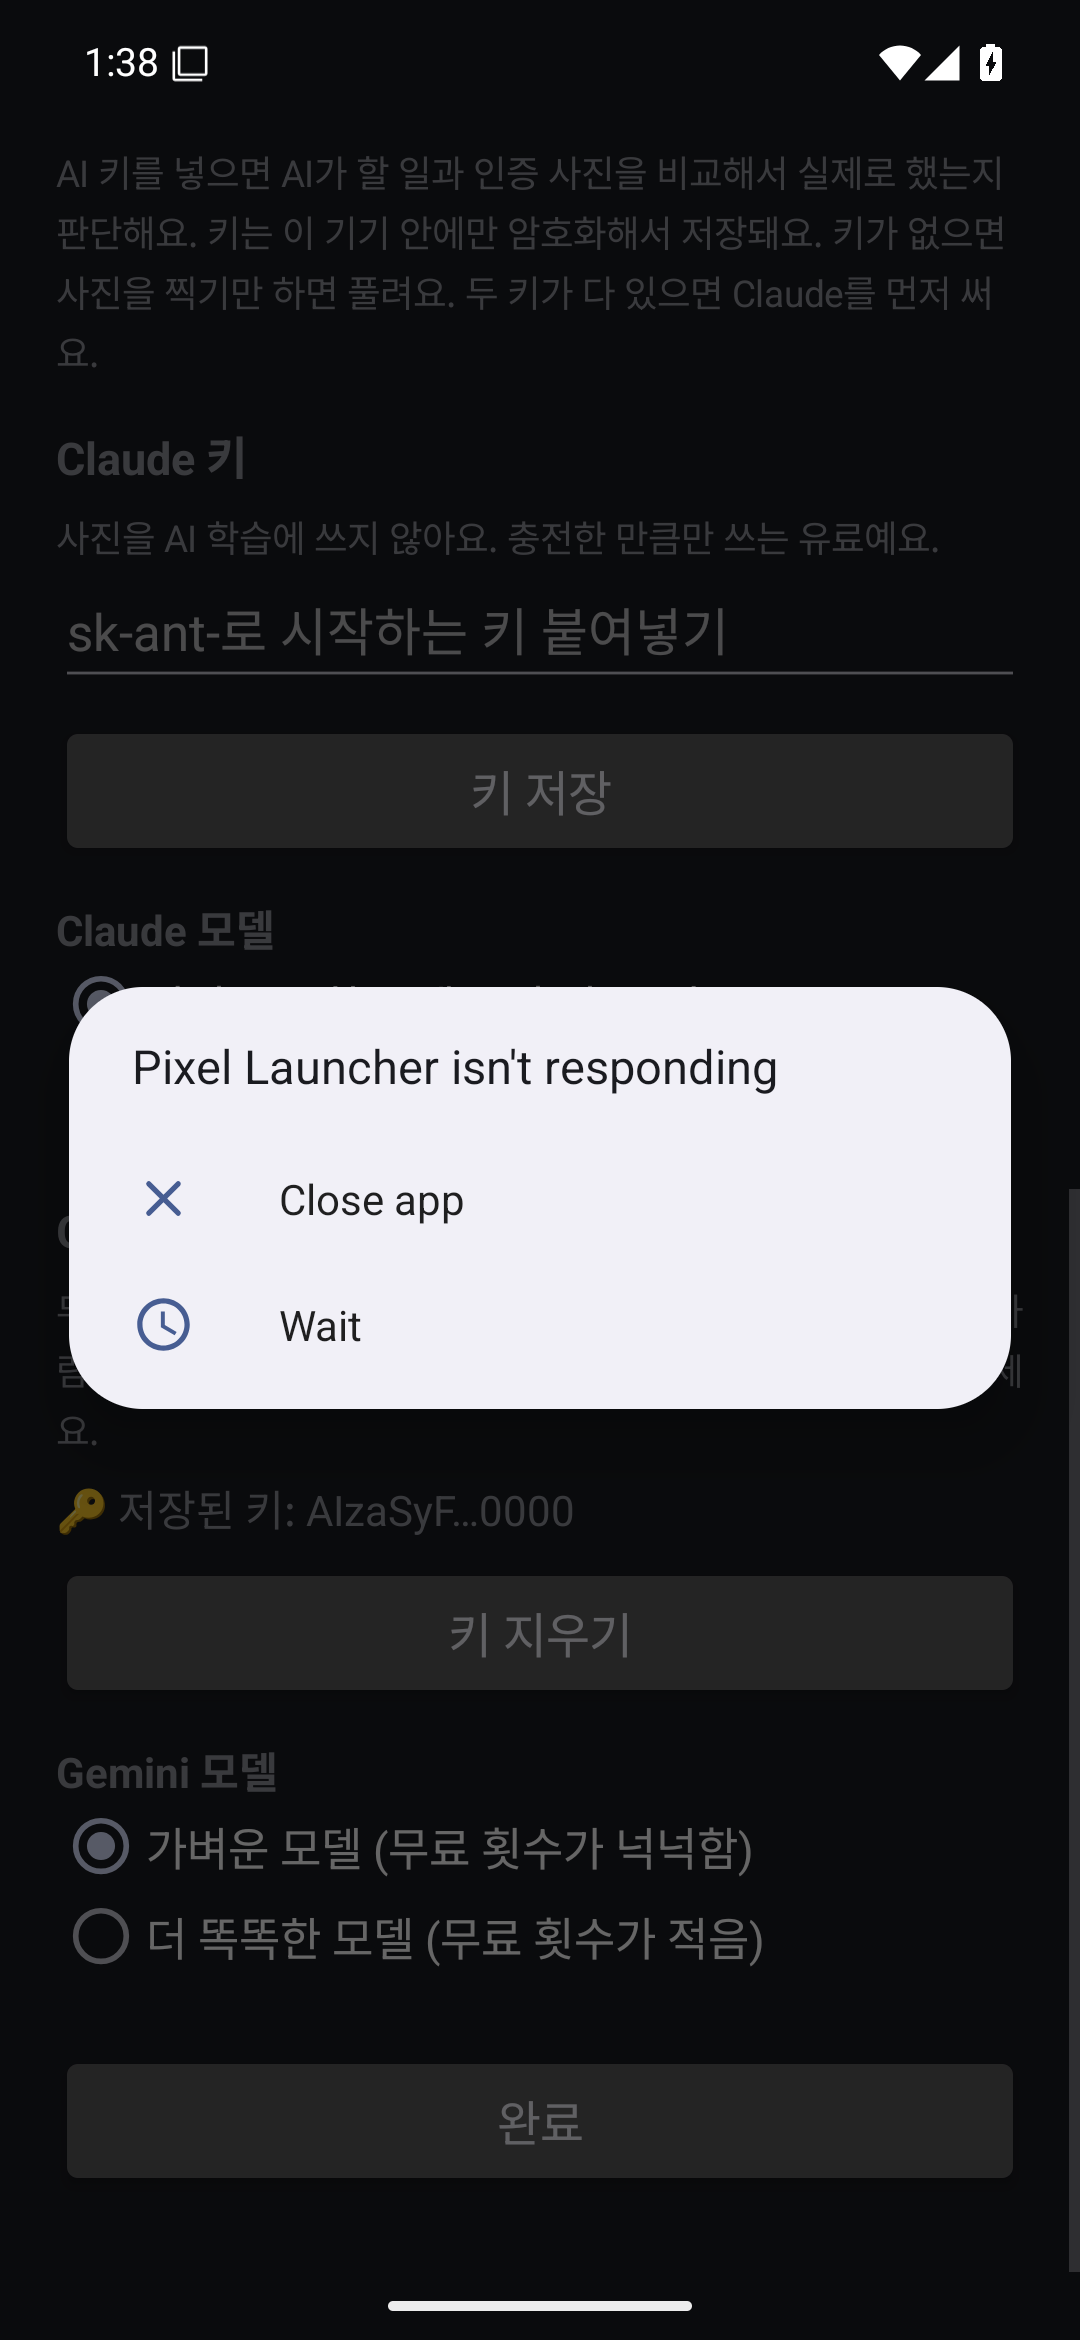 1:38
AI 키를 넣으면 AI가 할 일과 인증 사진을 비교해서 실제로 했는지
판단해요. 키는 이 기기 안에만 암호화해서 저장돼요. 키가 없으면
사진을 찍기만 하면 풀려요. 두 키가 다 있으면 Claude를 먼저 써
요.
Claude 키
사진을 AI 학습에 쓰지 않아요. 충전한 만큼만 쓰는 유료예요.
sk-ant-로 시작하는 키 붙여넣기
키 저장
Claude 모델
Pixel Launcher isn't responding
Close app
Wait
요.
🔑 저장된 키: AIzaSyF…0000
키 지우기
Gemini 모델
가벼운 모델 (무료 횟수가 넉넉함)
더 똑똑한 모델 (무료 횟수가 적음)
완료